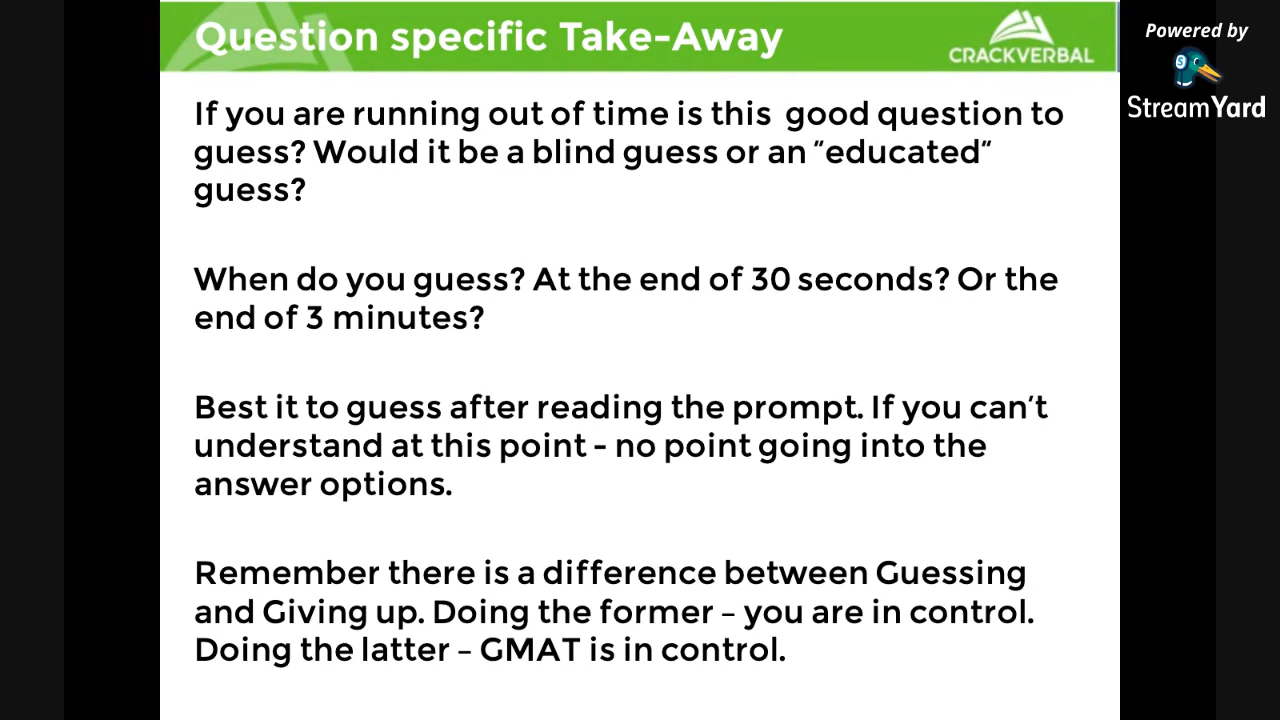 Question specific Take-Away
CRACKVERBAL
Powered by
StreamYard
If you are running out of time is this good question to
guess? Would it be a blind guess or an “educated”
guess?
When do you guess? At the end of 30 seconds? Or the
end of 3 minutes?
Best it to guess after reading the prompt. If you can’t
understand at this point - no point going into the
answer options.
Remember there is a difference between Guessing
and Giving up. Doing the former – you are in control.
Doing the latter – GMAT is in control.